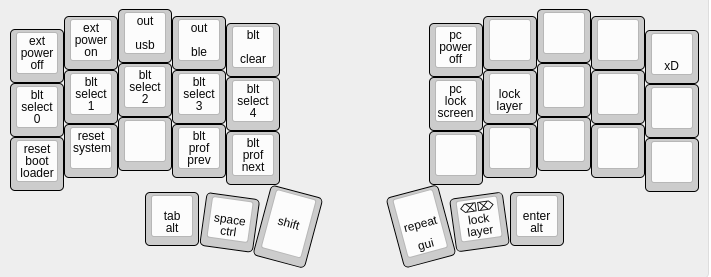 ext
power
off
ext
power
on
out
usb
out
ble
blt
clear
pc
power
off
xD
blt
select
0
blt
select
1
blt
select
2
blt
select
3
blt
select
4
pc
lock
screen
lock
layer
reset
boot
loader
reset
system
blt
prof
prev
blt
prof
next
tab
alt
space
ctrl
shift
repeat
gui
⌫⌦
lock
layer
enter
alt